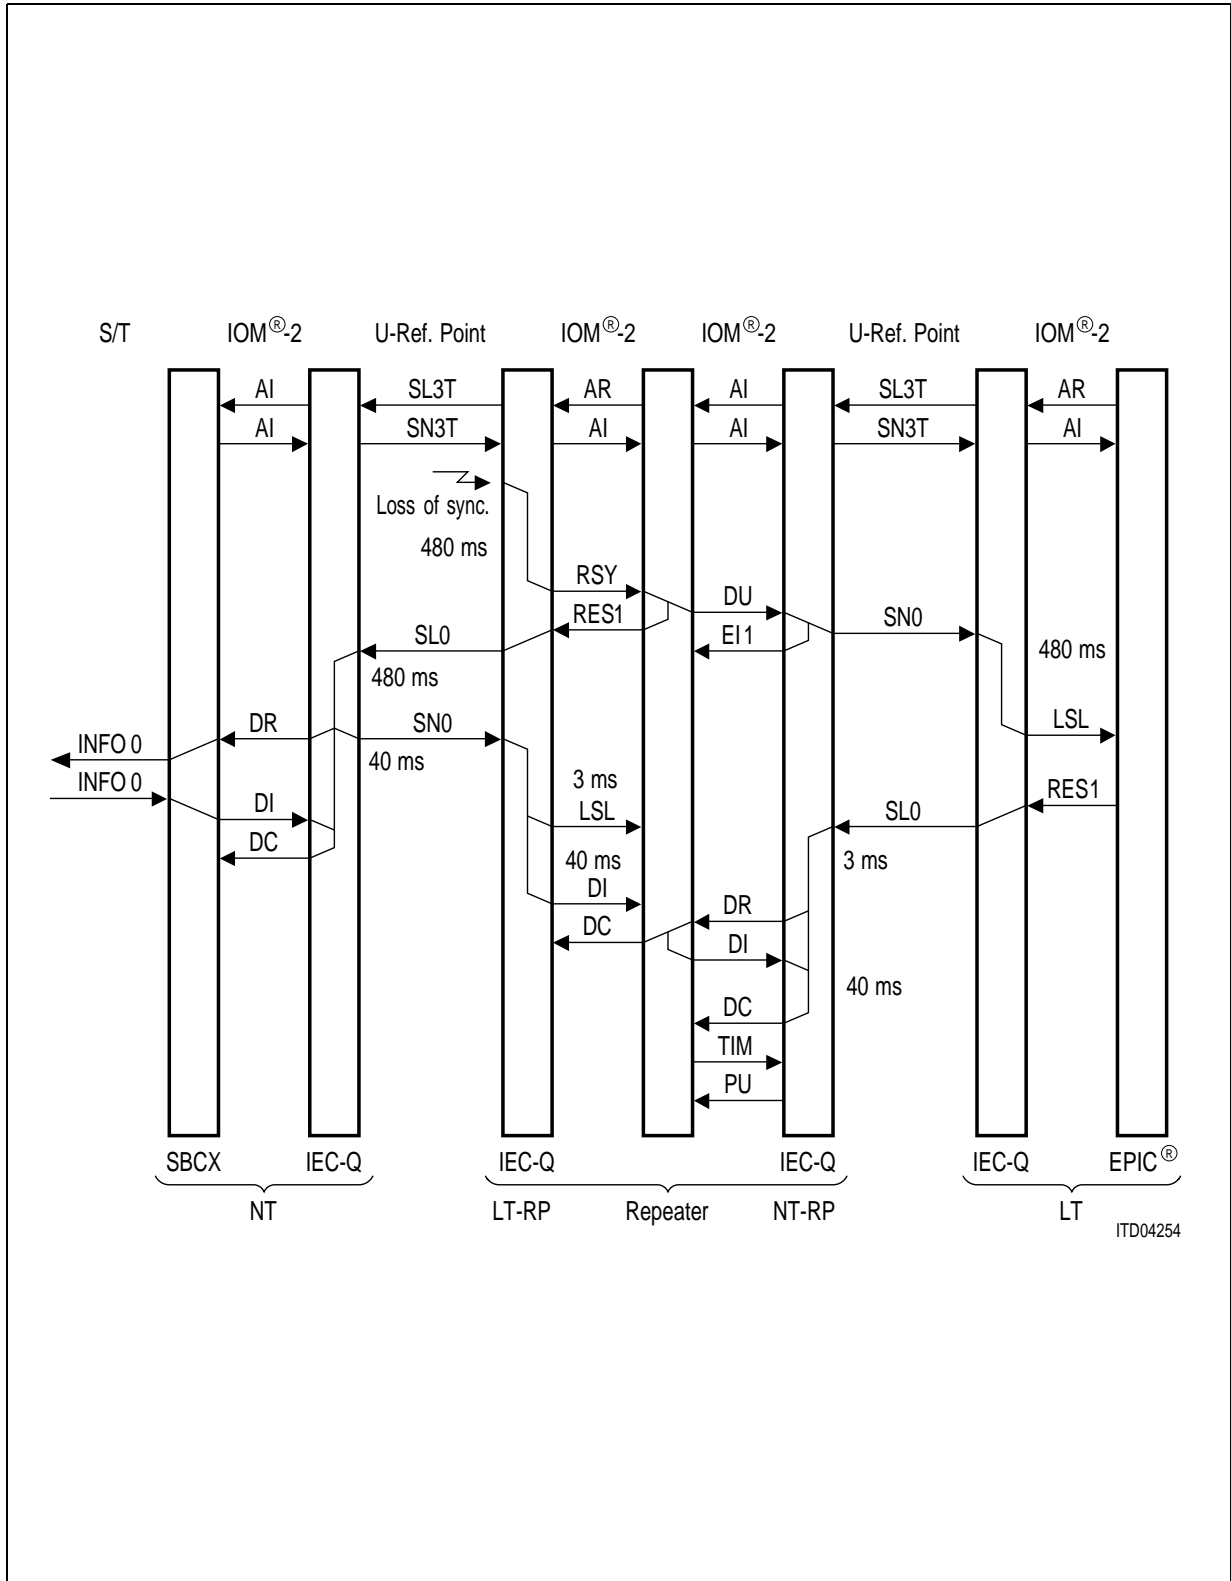 S/T IOM®-2 U-Ref. Point IOM®-2 IOM®-2 U-Ref. Point IOM®-2
AI SL3T AR AI SL3T AR
AI SN3T AI AI SN3T AI
Loss of sync.
480 ms
RSY
DU
RES1
SN0
SL0
EI1
480 ms
480 ms
DR
SN0
LSL
INFO 0
40 ms
3 ms
INFO 0
RES1
DI
LSL
SL0
DC
40 ms
3 ms
DI
DR
DC
DI
40 ms
DC
TIM
PU
SBCX IEC-Q IEC-Q IEC-Q IEC-Q EPIC®
NT LT-RP Repeater NT-RP LT
ITD04254